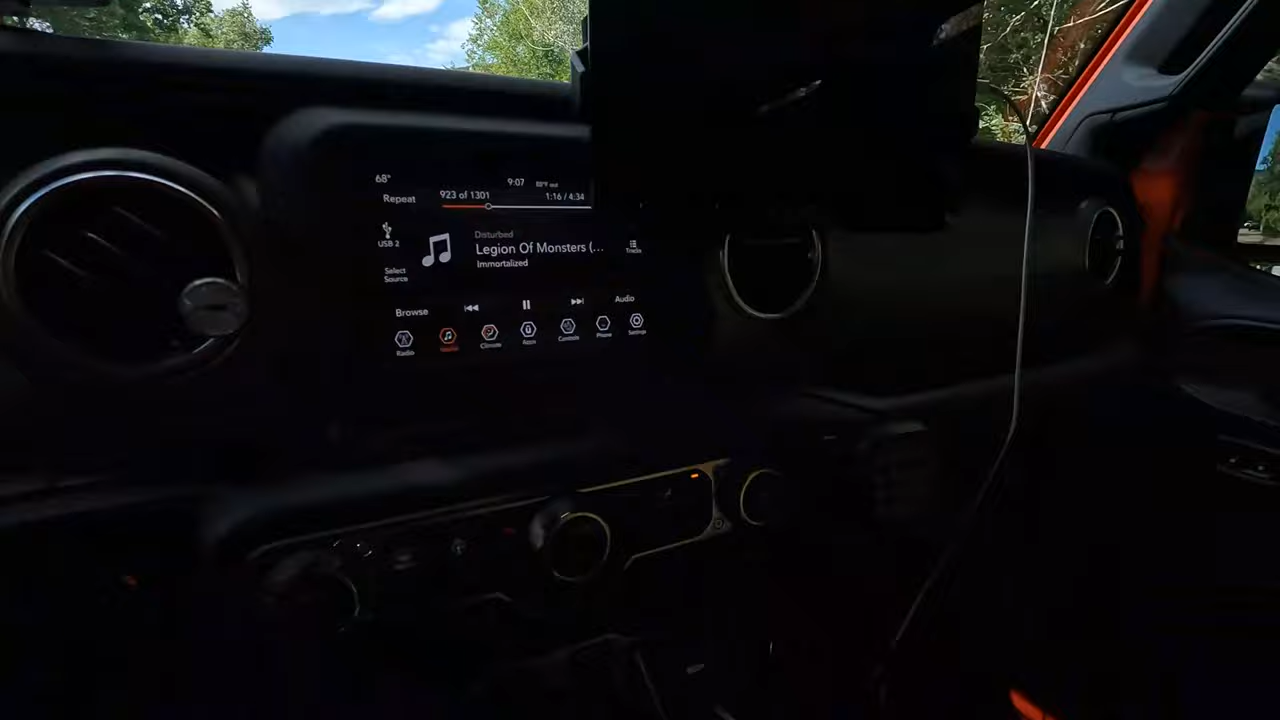 68°
9:07
Repeat
923 of 1301
1:16 / 4:34
USB 2
Disturbed
Legion Of Monsters (...
Immortalized
Tracks
Select
Source
Browse
Audio
Radio
Media
Climate
Apps
Controls
Phone
Settings